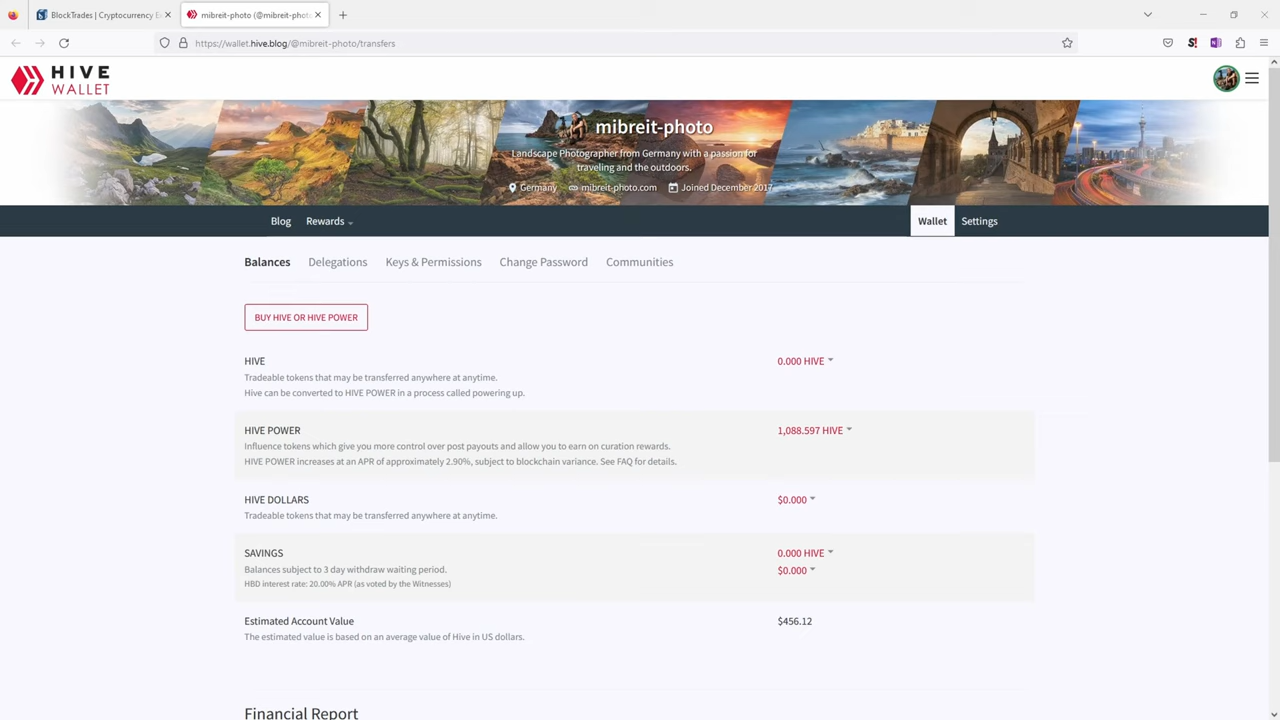 BlockTrades | Cryptocurrency E
mibreit-photo (@mibreit-photo
https://wallet.hive.blog/@mibreit-photo/transfers
HIVE
WALLET
mibreit-photo
Landscape Photographer from Germany with a passion for
traveling and the outdoors.
Germany mibreit-photo.com Joined December 2017
Blog Rewards Wallet Settings
Balances Delegations Keys & Permissions Change Password Communities
BUY HIVE OR HIVE POWER
HIVE 0.000 HIVE
Tradeable tokens that may be transferred anywhere at anytime.
Hive can be converted to HIVE POWER in a process called powering up.
HIVE POWER 1,088.597 HIVE
Influence tokens which give you more control over post payouts and allow you to earn on curation rewards.
HIVE POWER increases at an APR of approximately 2.90%, subject to blockchain variance. See FAQ for details.
HIVE DOLLARS $0.000
Tradeable tokens that may be transferred anywhere at anytime.
SAVINGS 0.000 HIVE
Balances subject to 3 day withdraw waiting period. $0.000
HBD interest rate: 20.00% APR (as voted by the Witnesses)
Estimated Account Value $456.12
The estimated value is based on an average value of Hive in US dollars.
Financial Report